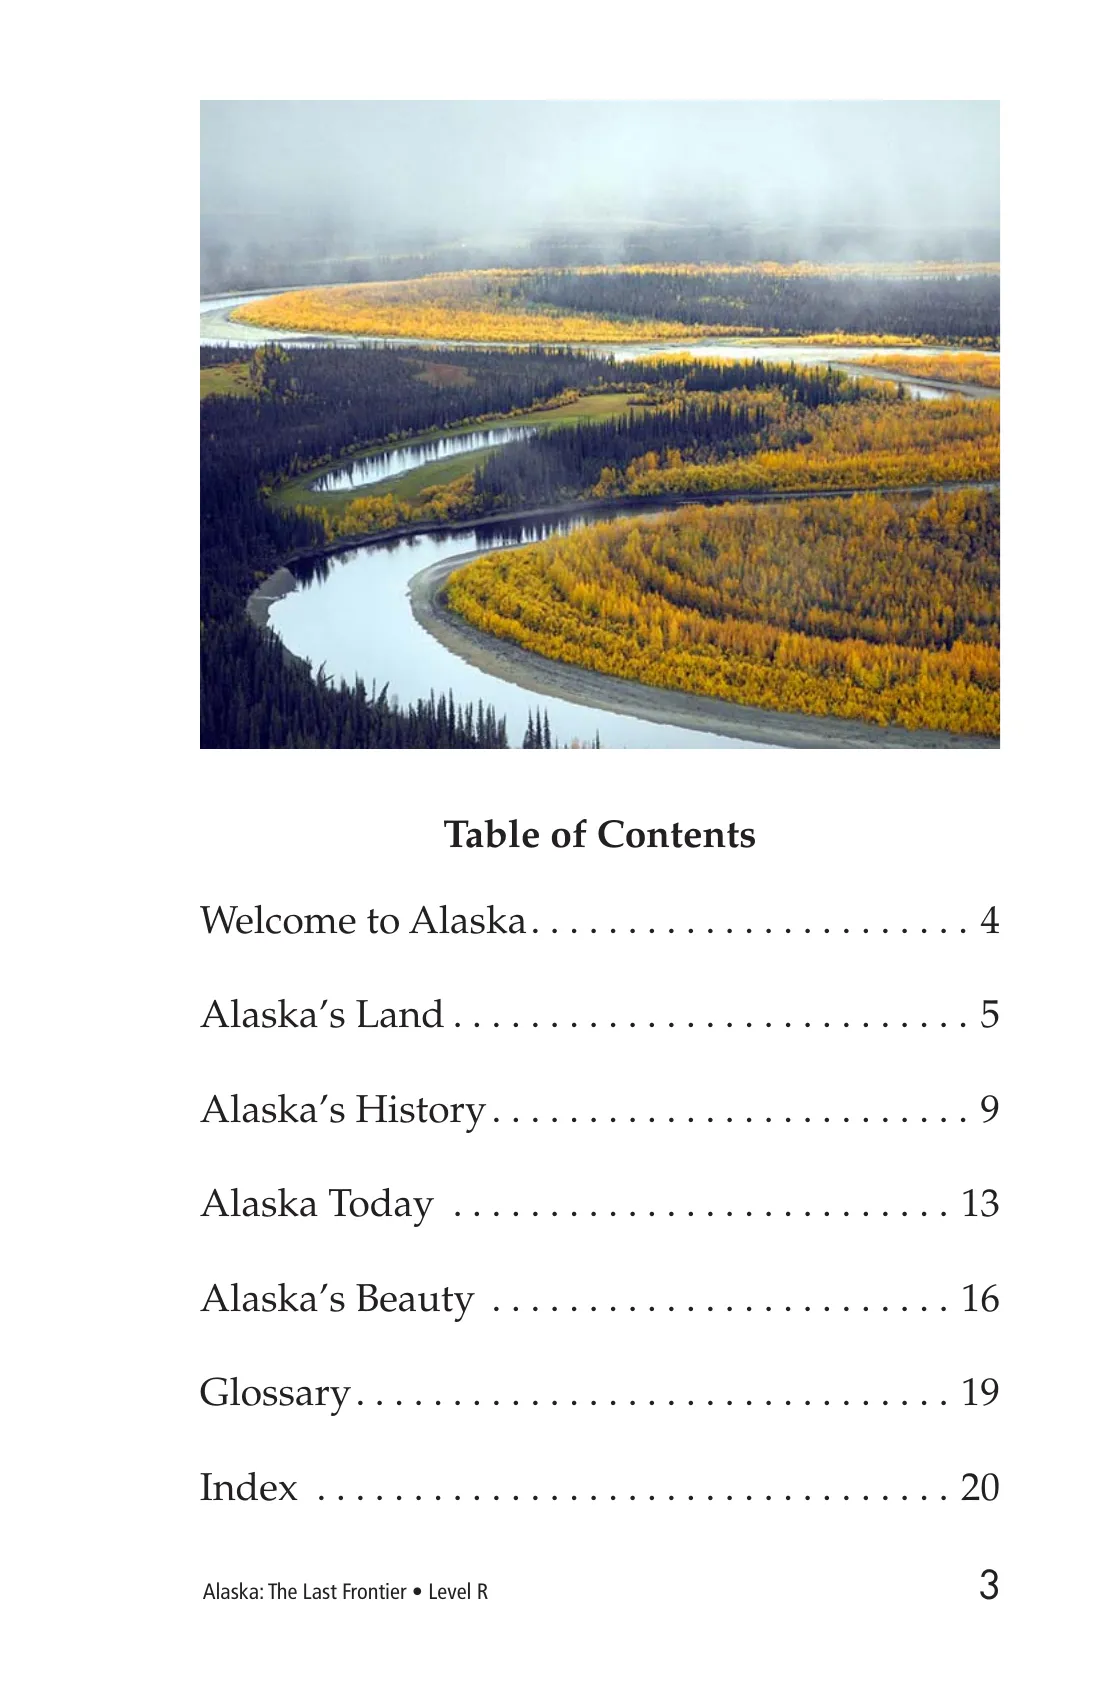 Table of Contents
Welcome to Alaska. . . . . . . . . . . . . . . . . . . . . . . 4
Alaska’s Land . . . . . . . . . . . . . . . . . . . . . . . . . . . 5
Alaska’s History. . . . . . . . . . . . . . . . . . . . . . . . . 9
Alaska Today . . . . . . . . . . . . . . . . . . . . . . . . . . 13
Alaska’s Beauty . . . . . . . . . . . . . . . . . . . . . . . . 16
Glossary. . . . . . . . . . . . . . . . . . . . . . . . . . . . . . . 19
Index . . . . . . . . . . . . . . . . . . . . . . . . . . . . . . . . . 20
Alaska: The Last Frontier • Level R 3